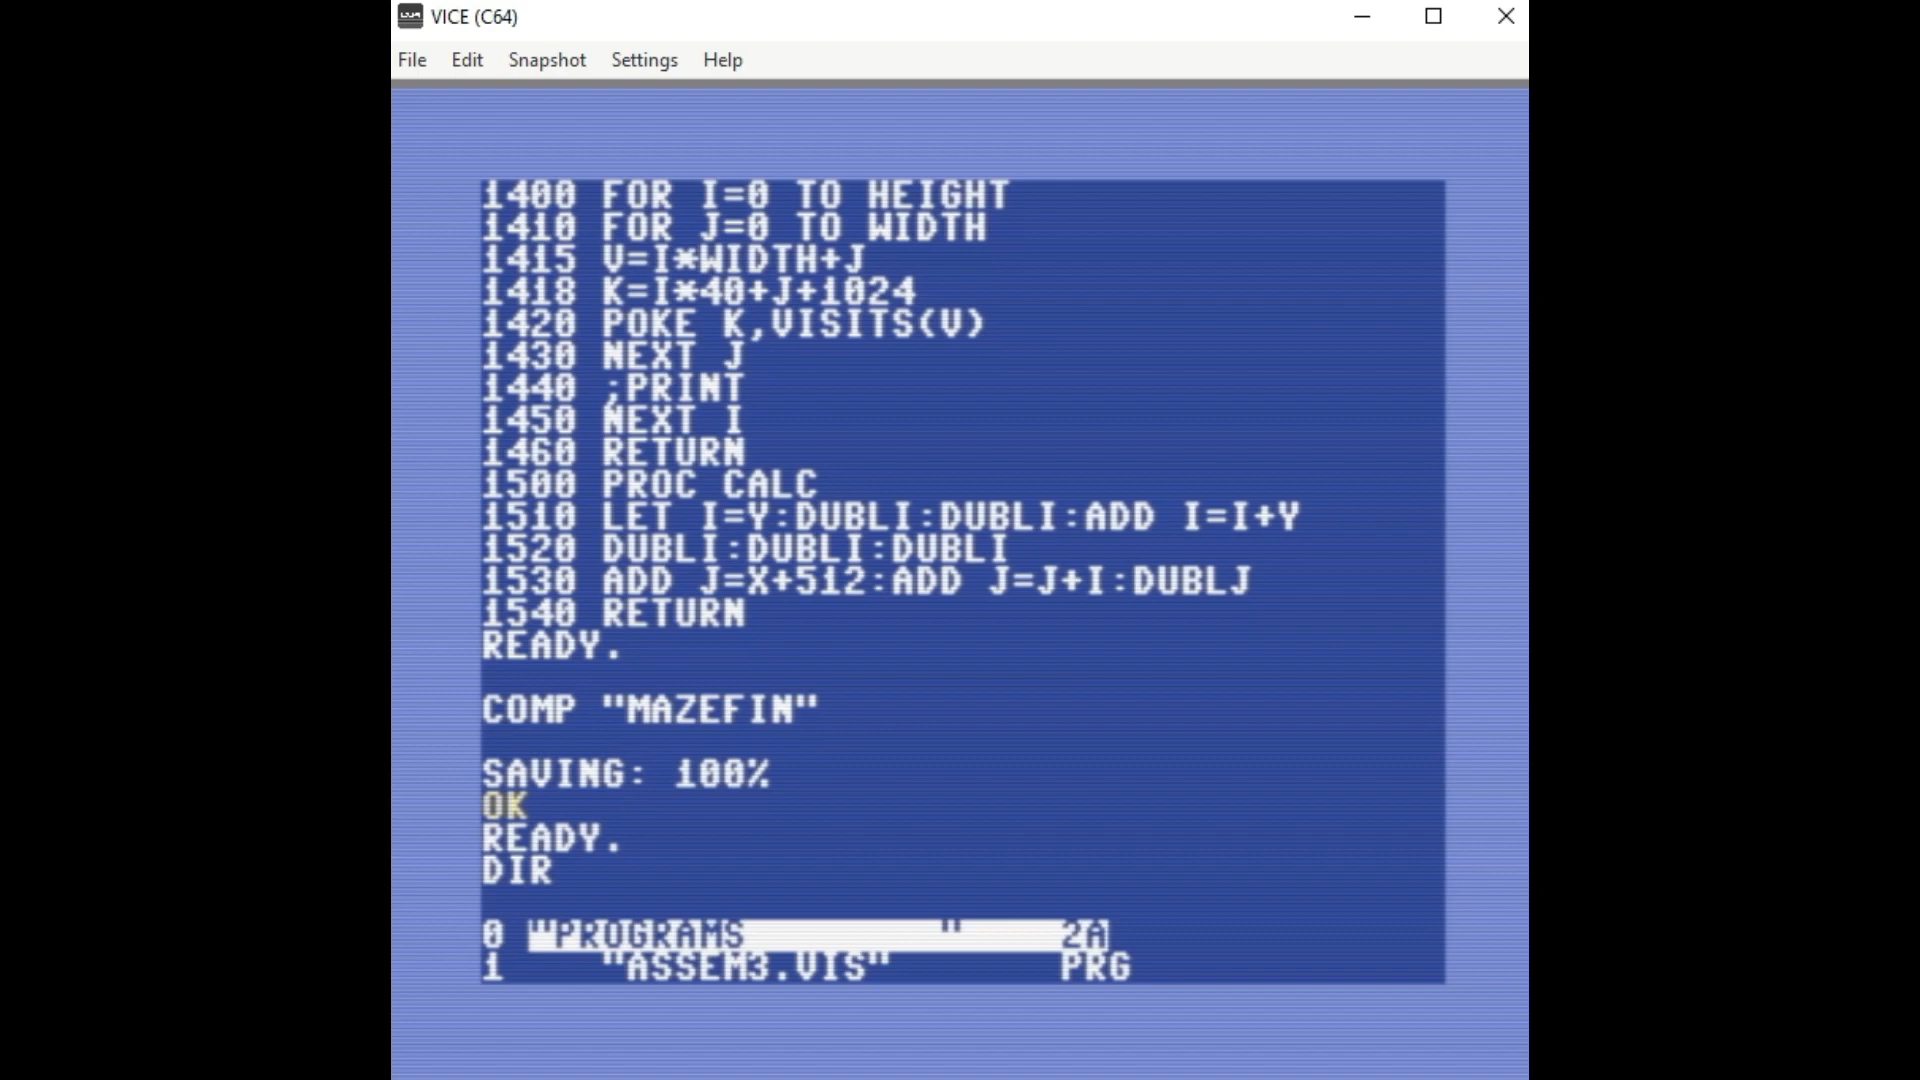 VICE (C64)
File Edit Snapshot Settings Help
1400 FOR I=0 TO HEIGHT
1410 FOR J=0 TO WIDTH
1415 V=I*WIDTH+J
1418 K=I*40+J+1024
1420 POKE K,VISITS(V)
1430 NEXT J
1440 ;PRINT
1450 NEXT I
1460 RETURN
1500 PROC CALC
1510 LET I=Y:DUBLI:DUBLI:ADD I=I+Y
1520 DUBLI:DUBLI:DUBLI
1530 ADD J=X+512:ADD J=J+I:DUBLJ
1540 RETURN
READY.
COMP "MAZEFIN"
SAVING: 100%
OK
READY.
DIR
0 "PROGRAMS        "    2A
1    "ASSEM3.VIS"       PRG